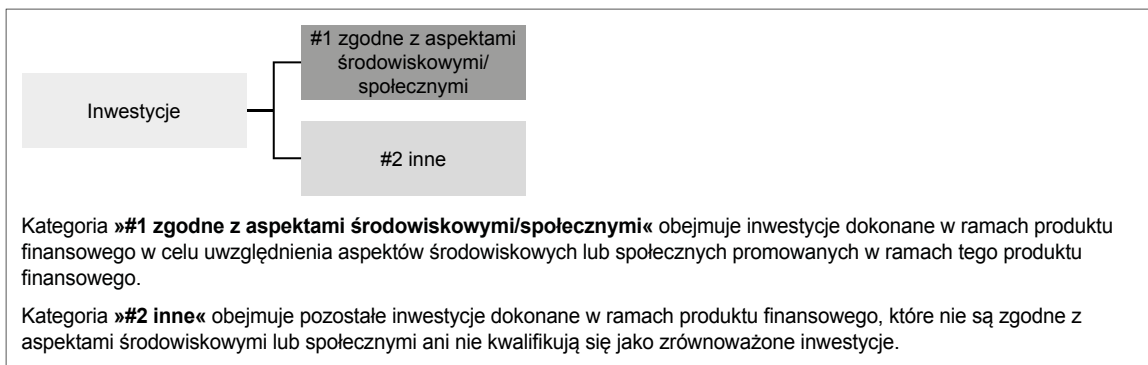 #1 zgodne z aspektami
środowiskowymi/
społecznymi
Inwestycje
#2 inne
Kategoria »#1 zgodne z aspektami środowiskowymi/społecznymi« obejmuje inwestycje dokonane w ramach produktu
finansowego w celu uwzględnienia aspektów środowiskowych lub społecznych promowanych w ramach tego produktu
finansowego.
Kategoria »#2 inne« obejmuje pozostałe inwestycje dokonane w ramach produktu finansowego, które nie są zgodne z
aspektami środowiskowymi lub społecznymi ani nie kwalifikują się jako zrównoważone inwestycje.